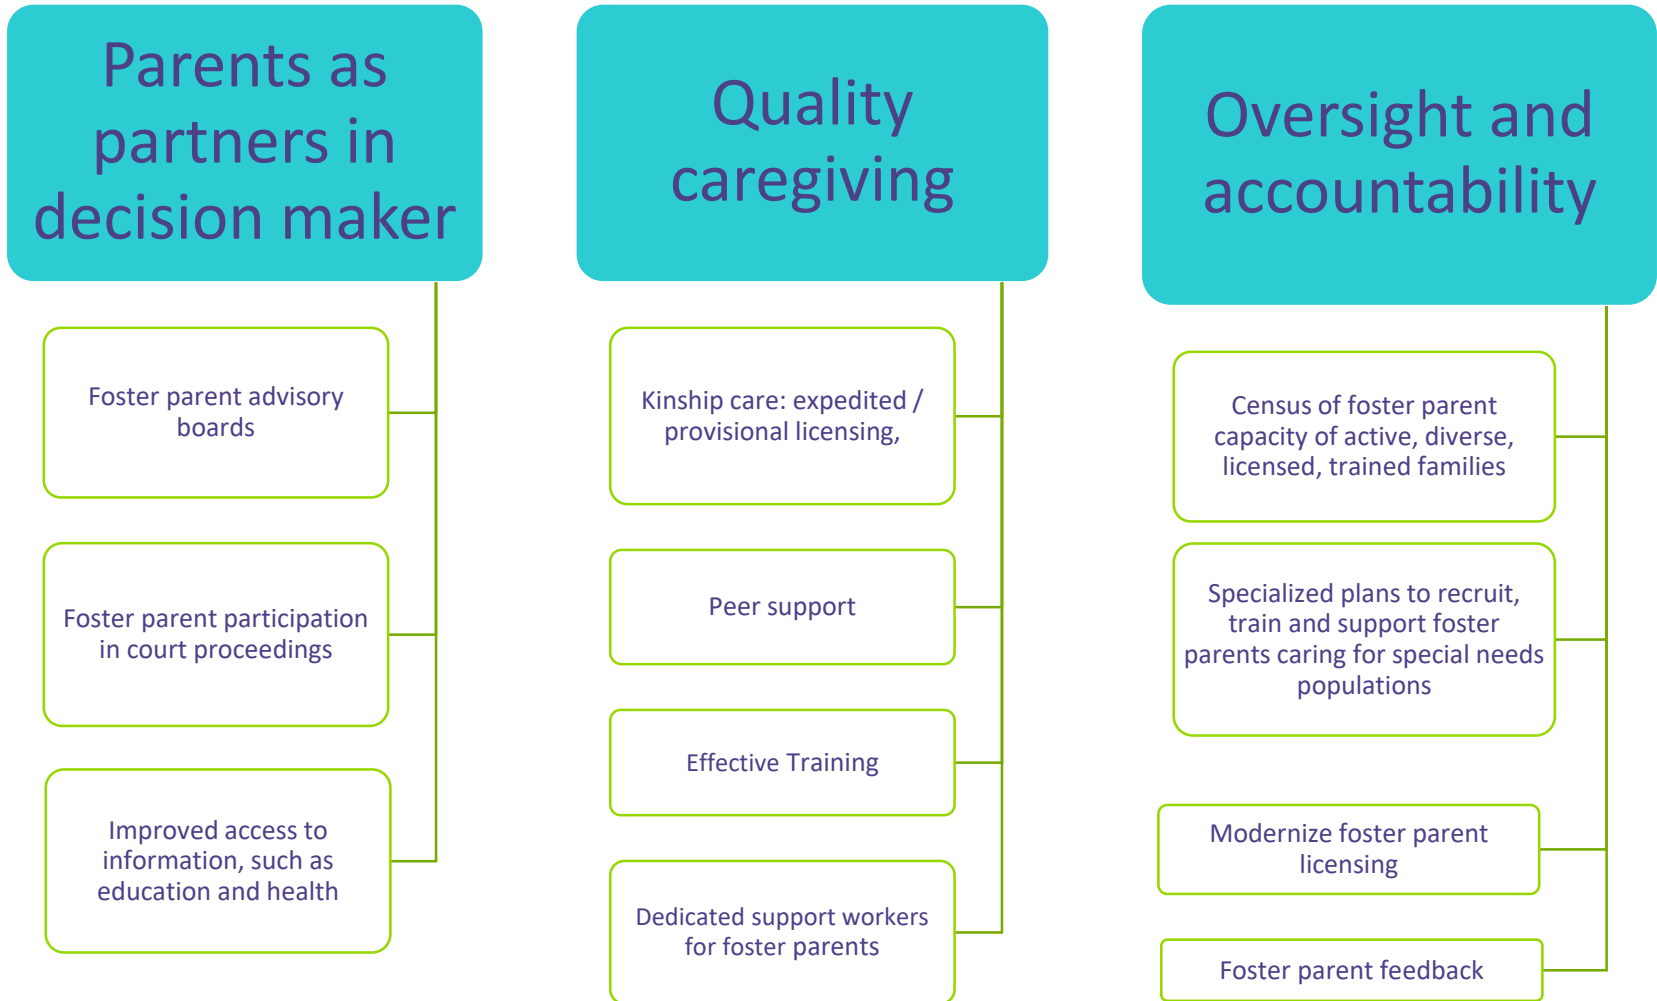 Parents as
partners in
decision maker
Foster parent advisory
boards
Foster parent participation
in court proceedings
Improved access to
information, such as
education and health
Quality
caregiving
Kinship care: expedited /
provisional licensing,
Peer support
Effective Training
Dedicated support workers
for foster parents
Oversight and
accountability
Census of foster parent
capacity of active, diverse,
licensed, trained families
Specialized plans to recruit,
train and support foster
parents caring for special needs
populations
Modernize foster parent
licensing
Foster parent feedback